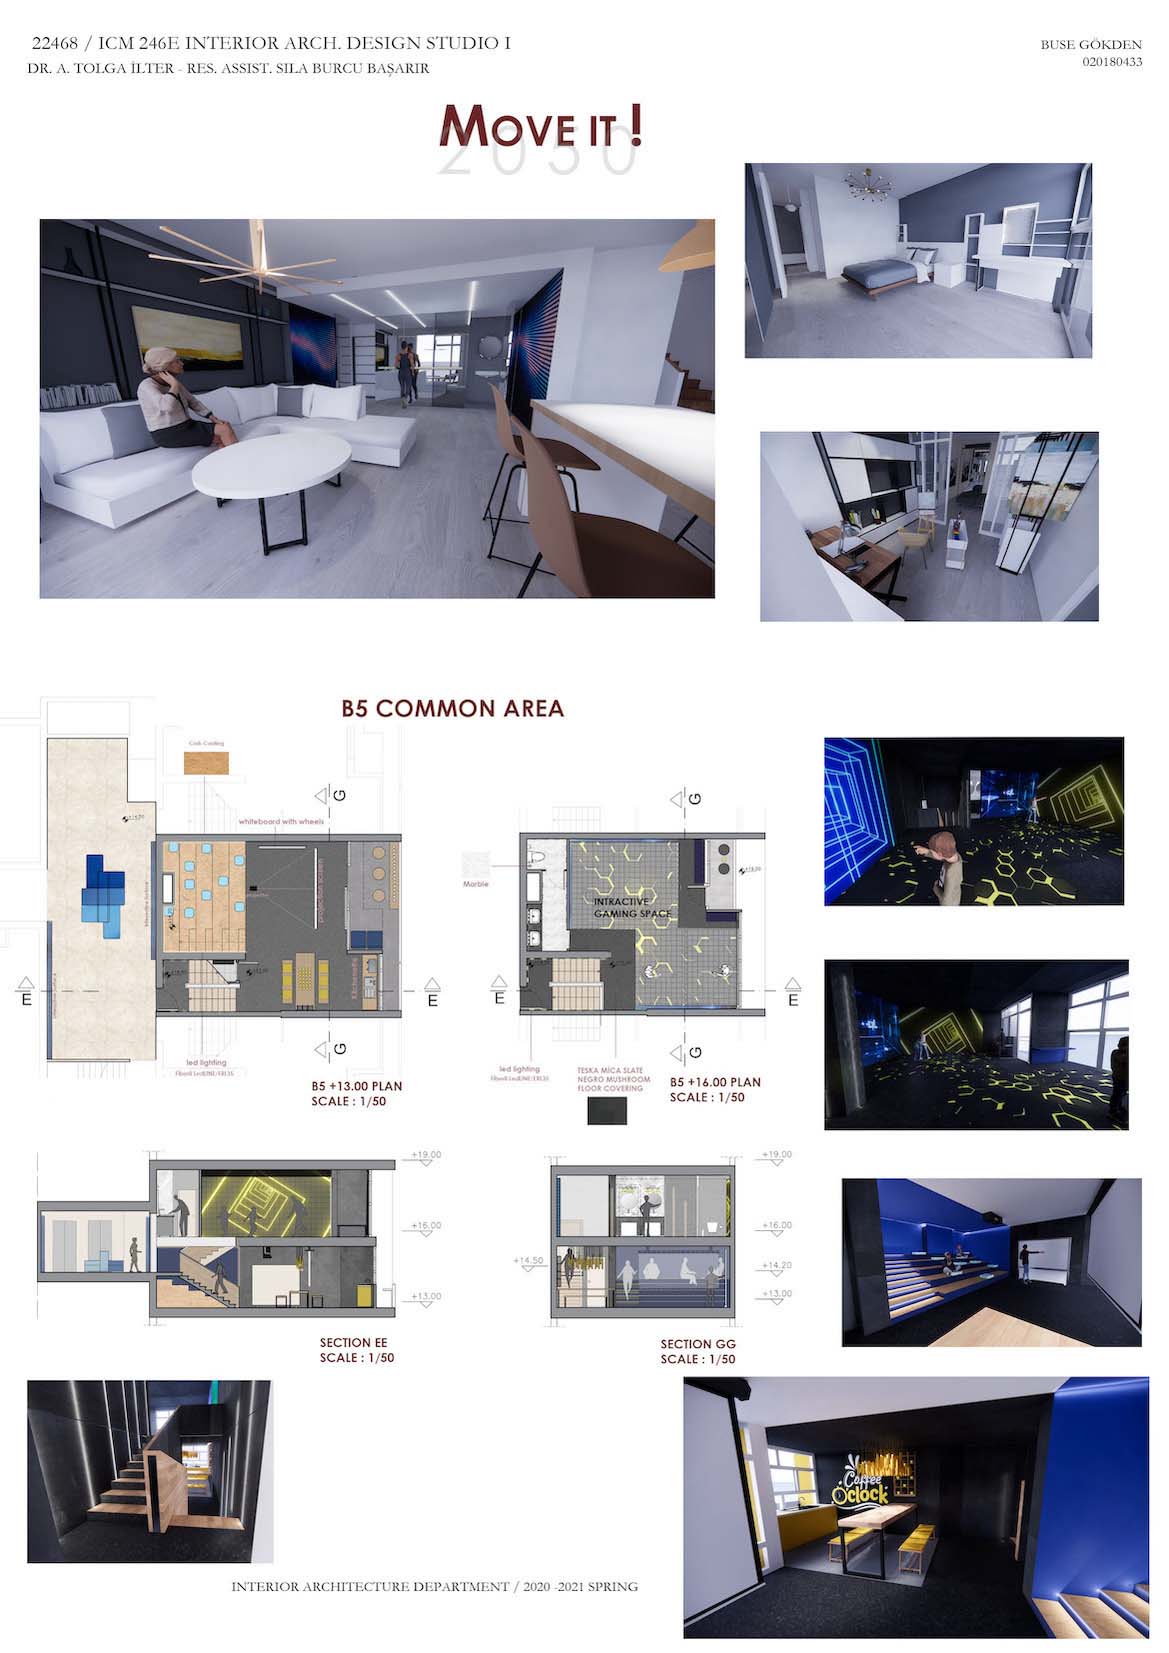 22468 / ICM 246E INTERIOR ARCH. DESIGN STUDIO I
DR. A. TOLGA İLTER - RES. ASSIST. SILA BURCU BAŞARIR
BUSE GÖKDEN
020180433
MOVE IT !
2050
B5 COMMON AREA
Cork Coating
G
G
whiteboard with wheels
Marble
INTRACTIVE
GAMING SPACE
Kitchenette
E
E
E
E
G
G
led lighting
led lighting
TESKA MİCA SLATE
NEGRO MUSHROOM
FLOOR COVERING
B5 +13.00 PLAN
SCALE : 1/50
B5 +16.00 PLAN
SCALE : 1/50
+19.00
+16.00
+13.00
+19.00
+16.00
+14.50
+14.20
+13.00
SECTION EE
SCALE : 1/50
SECTION GG
SCALE : 1/50
Coffee
O'clock
INTERIOR ARCHITECTURE DEPARTMENT / 2020 -2021 SPRING